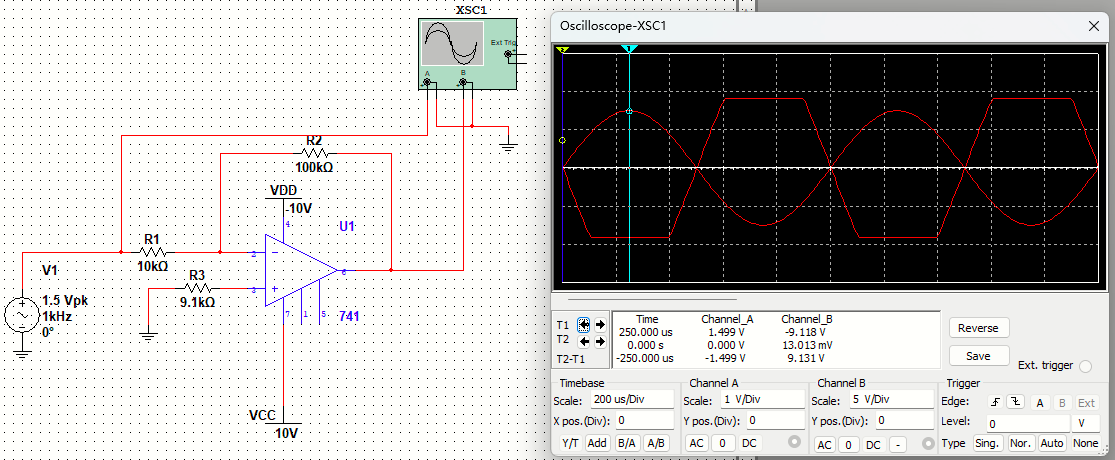 XSC1
Ext Trig
A
B
R2
100kΩ
VDD
-10V
4
U1
R1
10kΩ
2
6
V1
R3
9.1kΩ
3
1.5 Vpk
1kHz
0°
7
1
5
741
VCC
10V
Oscilloscope-XSC1
2
1
T1
T2
T2-T1
Time Channel_A Channel_B
250.000 us 1.499 V -9.118 V
0.000 s 0.000 V 13.013 mV
-250.000 us -1.499 V 9.131 V
Reverse
Save
Ext. trigger
Timebase
Scale: 200 us/Div
X pos.(Div): 0
Y/T Add B/A A/B
Channel A
Scale: 1 V/Div
Y pos.(Div): 0
AC 0 DC
Channel B
Scale: 5 V/Div
Y pos.(Div): 0
AC 0 DC -
Trigger
Edge: A B Ext
Level: 0 V
Type Sing. Nor. Auto None